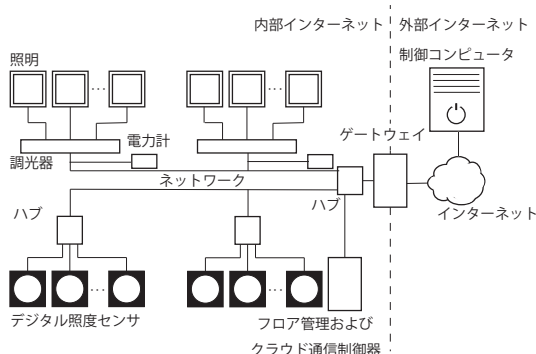 内部インターネット
外部インターネット
照明
制御コンピュータ
…
…
電力計
ゲートウェイ
調光器
ネットワーク
ハブ
ハブ
インターネット
…
…
デジタル照度センサ
フロア管理および
クラウド通信制御器